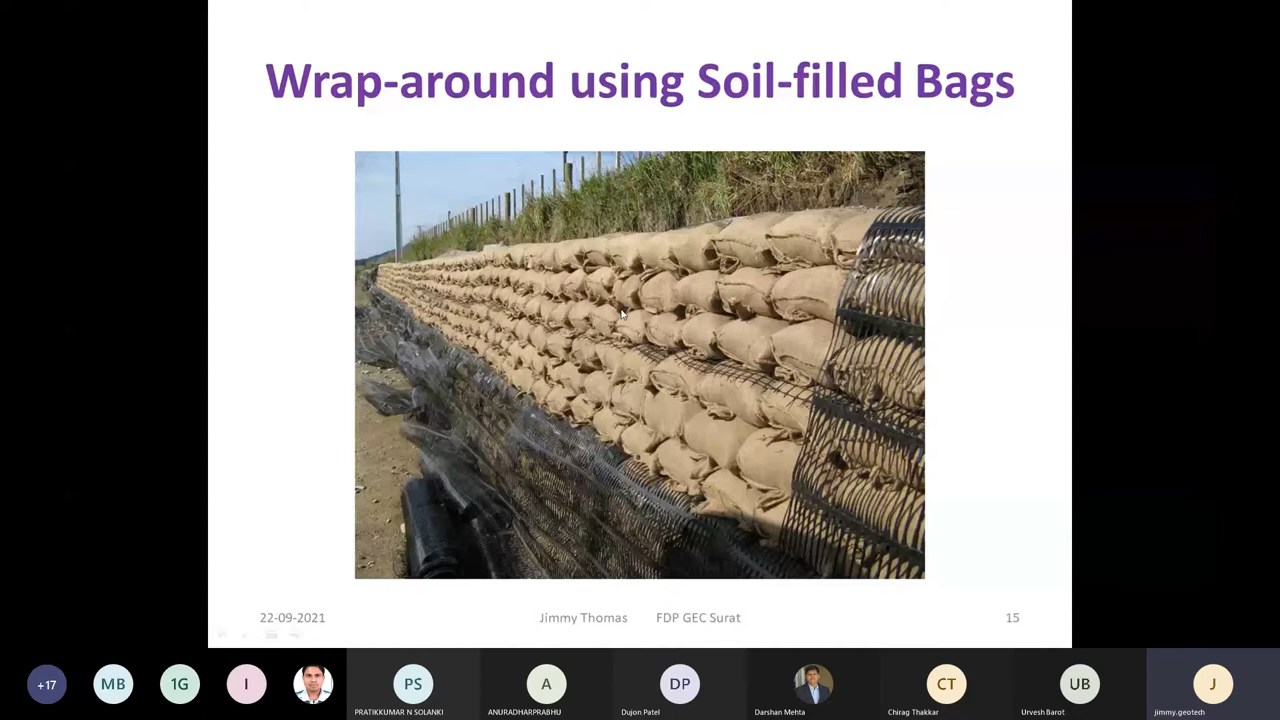 Wrap-around using Soil-filled Bags
22-09-2021
Jimmy Thomas FDP GEC Surat
15
+17
MB
1G
I
PS
A
DP
CT
UB
J
PRATIKKUMAR N SOLANKI
ANURADHARPRABHU
Dujon Patel
Darshan Mehta
Chirag Thakkar
Urvesh Barot
jimmy.geotech